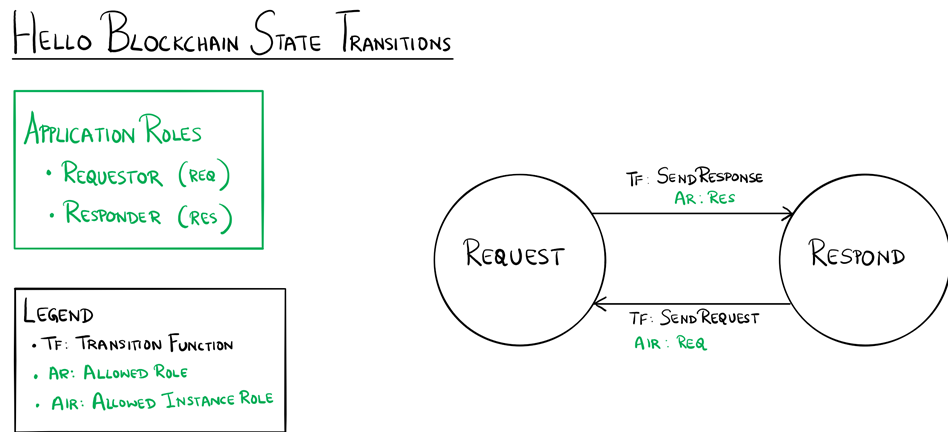 Hello Blockchain State Transitions
Application Roles
• Requestor (req)
• Responder (res)
Legend
• TF: Transition Function
• AR: Allowed Role
• AIR: Allowed Instance Role
Request
TF: SendResponse
AR: Res
Respond
TF: SendRequest
AIR: Req